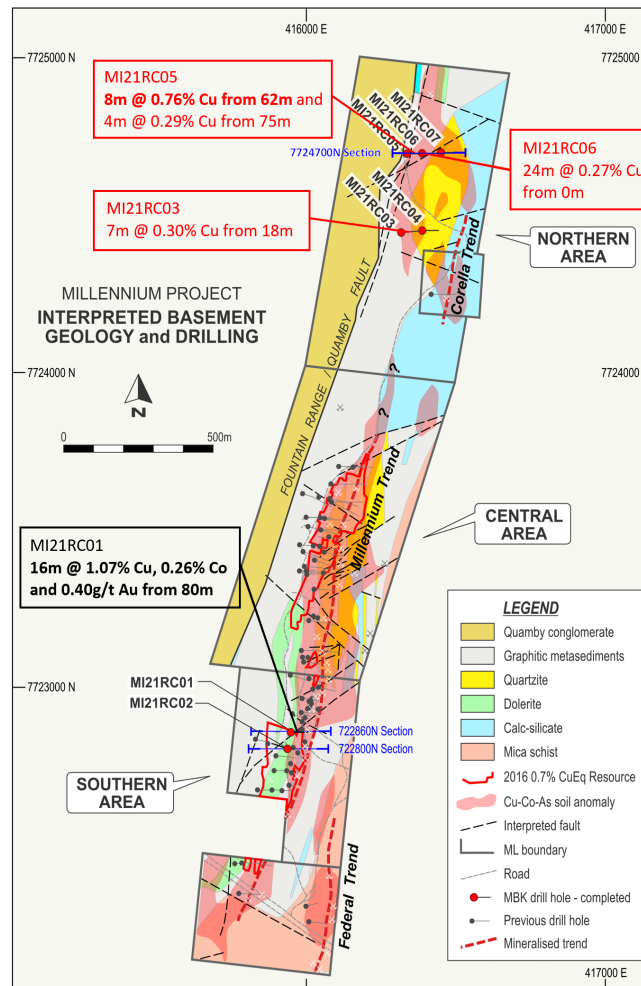 416000 E
417000 E
7725000 N
7725000
MI21RC05
8m @ 0.76% Cu from 62m and
4m @ 0.29% Cu from 75m
MI21RC07
MI21RC06
MI21RC05
7724700N Section
MI21RC06
24m @ 0.27% Cu
from 0m
MI21RC03
7m @ 0.30% Cu from 18m
MI21RC04
MI21RC03
NORTHERN
AREA
Corella Trend
MILLENNIUM PROJECT
INTERPRETED BASEMENT
GEOLOGY and DRILLING
FOUNTAIN RANGE / QUAMBY FAULT
7724000 N
7724000
?
?
N
0
500m
Millennium Trend
CENTRAL
AREA
MI21RC01
16m @ 1.07% Cu, 0.26% Co
and 0.40g/t Au from 80m
7723000 N
MI21RC01
MI21RC02
722860N Section
722800N Section
SOUTHERN
AREA
Federal Trend
LEGEND
Quamby conglomerate
Graphitic metasediments
Quartzite
Dolerite
Calc-silicate
Mica schist
2016 0.7% CuEq Resource
Cu-Co-As soil anomaly
Interpreted fault
ML boundary
Road
MBK drill hole - completed
Previous drill hole
Mineralised trend
416000 E
417000 E